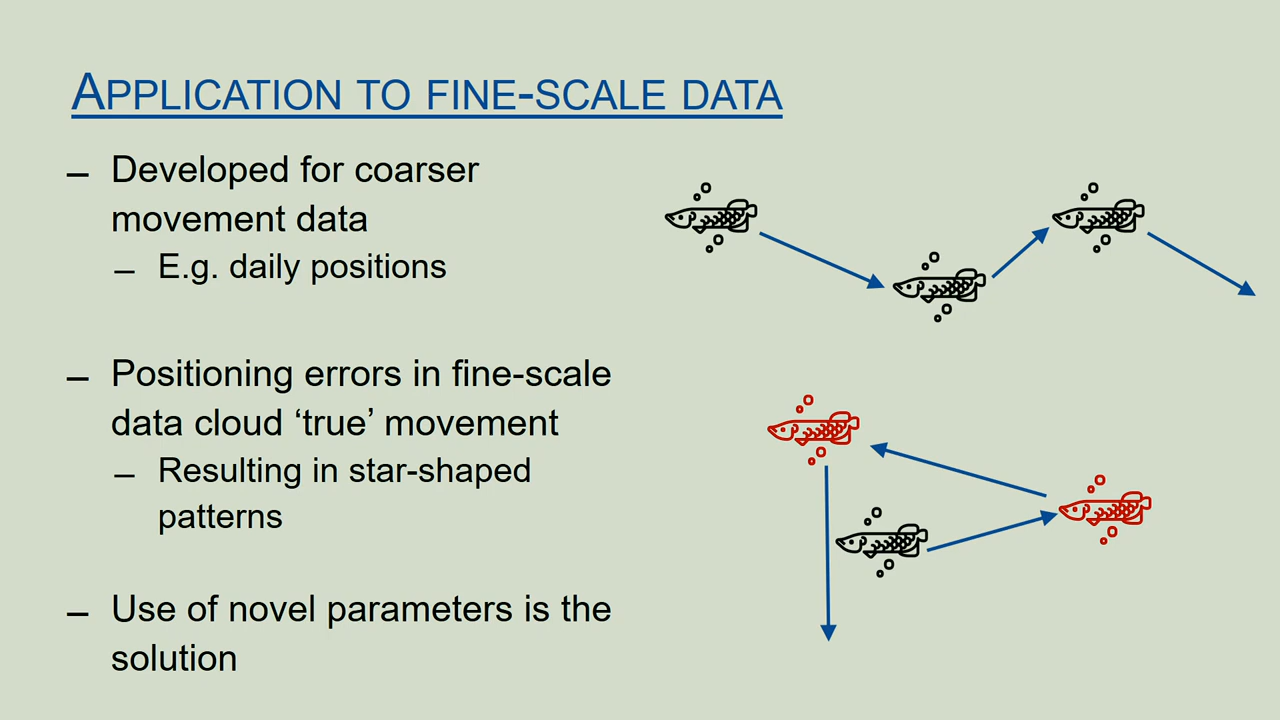 APPLICATION TO FINE-SCALE DATA
– Developed for coarser
movement data
– E.g. daily positions
– Positioning errors in fine-scale
data cloud ‘true’ movement
– Resulting in star-shaped
patterns
– Use of novel parameters is the
solution